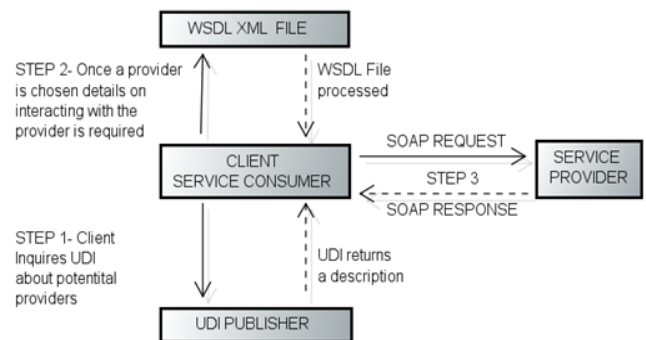 WSDL XML FILE
STEP 2- Once a provider
is chosen details on
interacting with the
provider is required
WSDL File
processed
CLIENT
SERVICE CONSUMER
SOAP REQUEST
STEP 3
SOAP RESPONSE
SERVICE
PROVIDER
STEP 1- Client
Inquires UDI
about potentital
providers
UDI returns
a description
UDI PUBLISHER